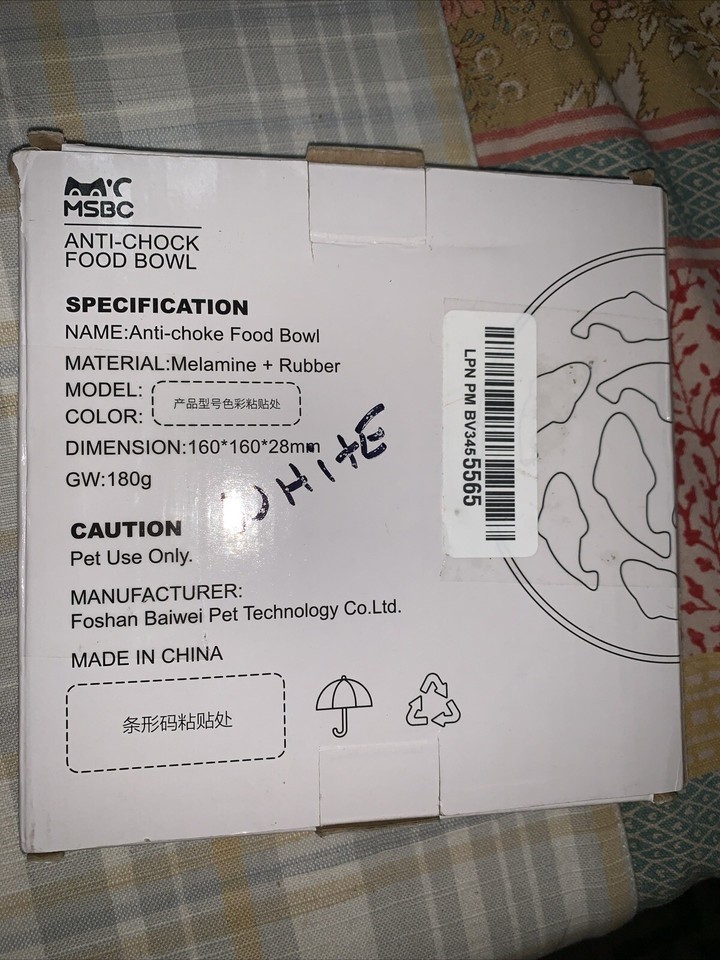 MSBC
ANTI-CHOCK
FOOD BOWL
SPECIFICATION
NAME:Anti-choke Food Bowl
MATERIAL:Melamine + Rubber
MODEL:
COLOR:
产品型号色彩粘贴处
DIMENSION:160*160*28mm
GW:180g
WHITE
CAUTION
Pet Use Only.
MANUFACTURER:
Foshan Baiwei Pet Technology Co.Ltd.
MADE IN CHINA
条形码粘贴处
LPN PM BV3455565